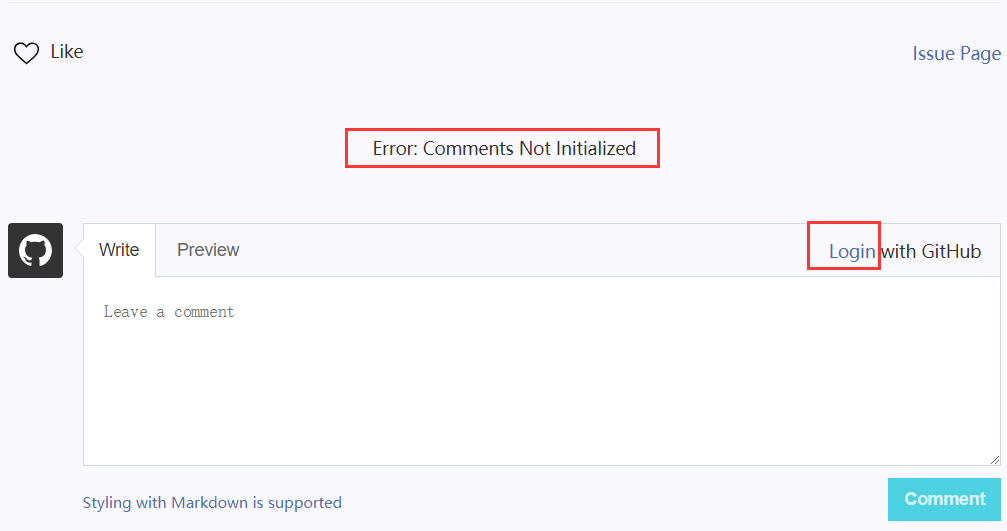 Like Issue Page
Error: Comments Not Initialized
Write Preview Login with GitHub
Leave a comment
Styling with Markdown is supported Comment